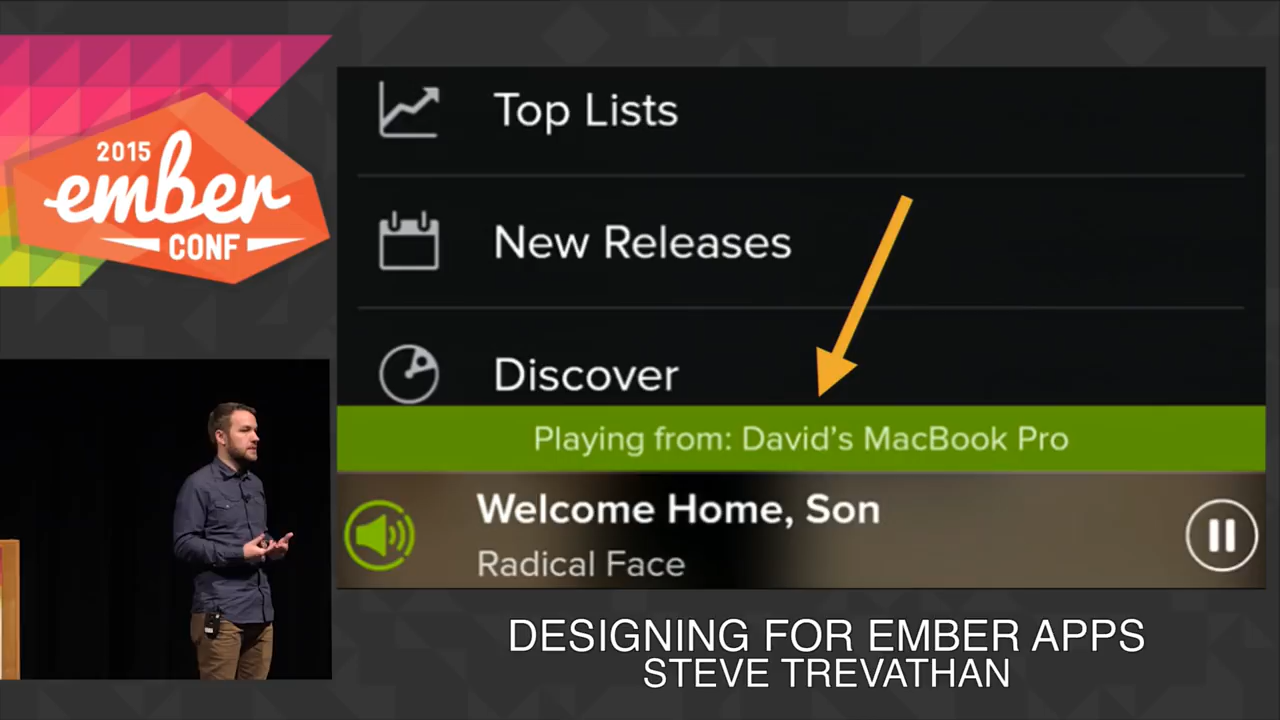 2015
ember
CONF
Top Lists
New Releases
Discover
Playing from: David's MacBook Pro
Welcome Home, Son
Radical Face
DESIGNING FOR EMBER APPS
STEVE TREVATHAN